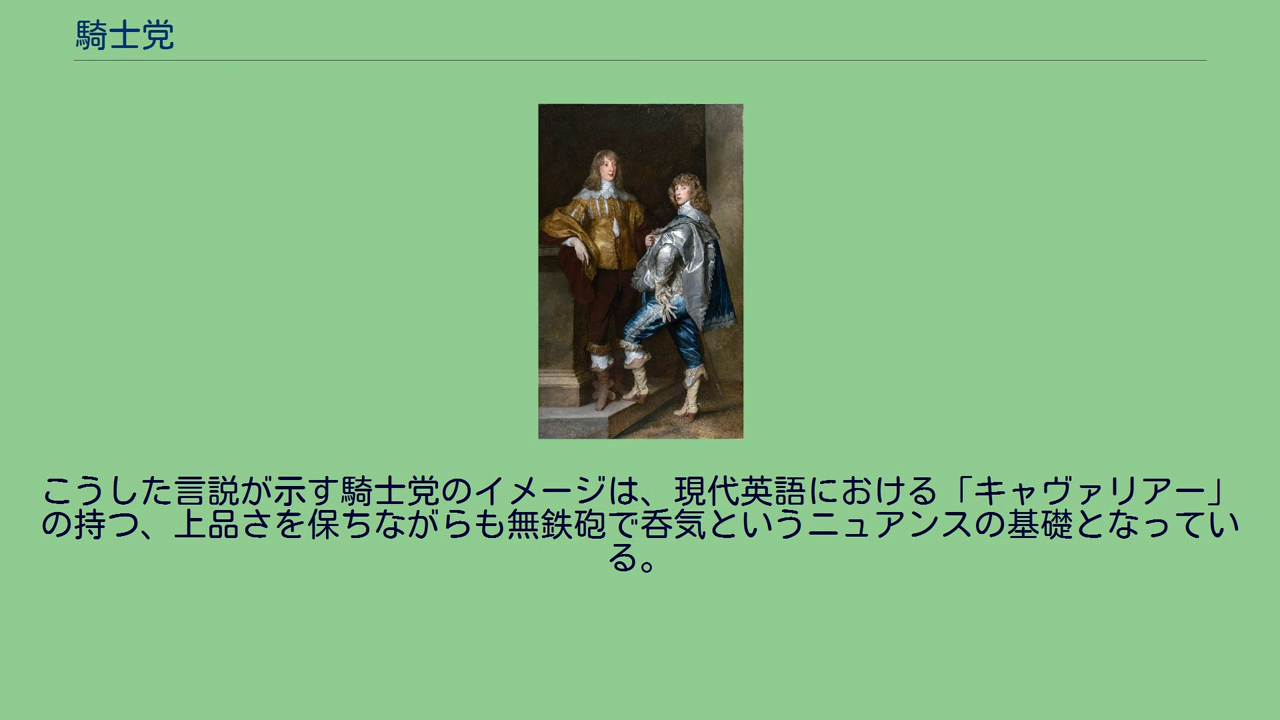 騎士党
こうした言説が示す騎士党のイメージは、現代英語における「キャヴァリアー」
の持つ、上品さを保ちながらも無鉄砲で呑気というニュアンスの基礎となってい
る。